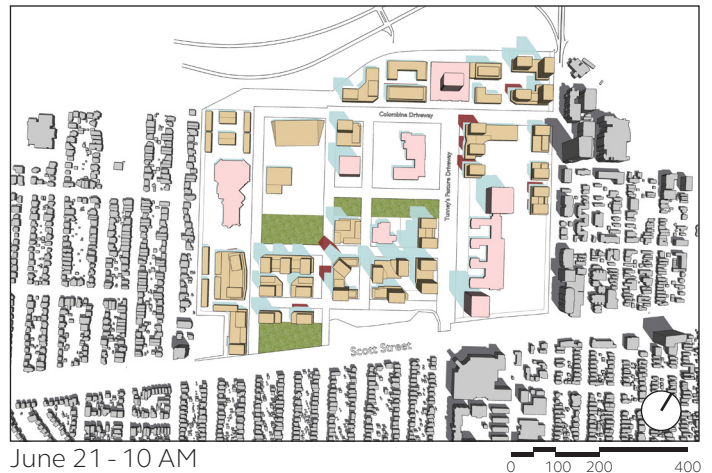 Colombine Driveway
Tunney's Pasture Driveway
Scott Street
June 21 - 10 AM
0 100 200 400